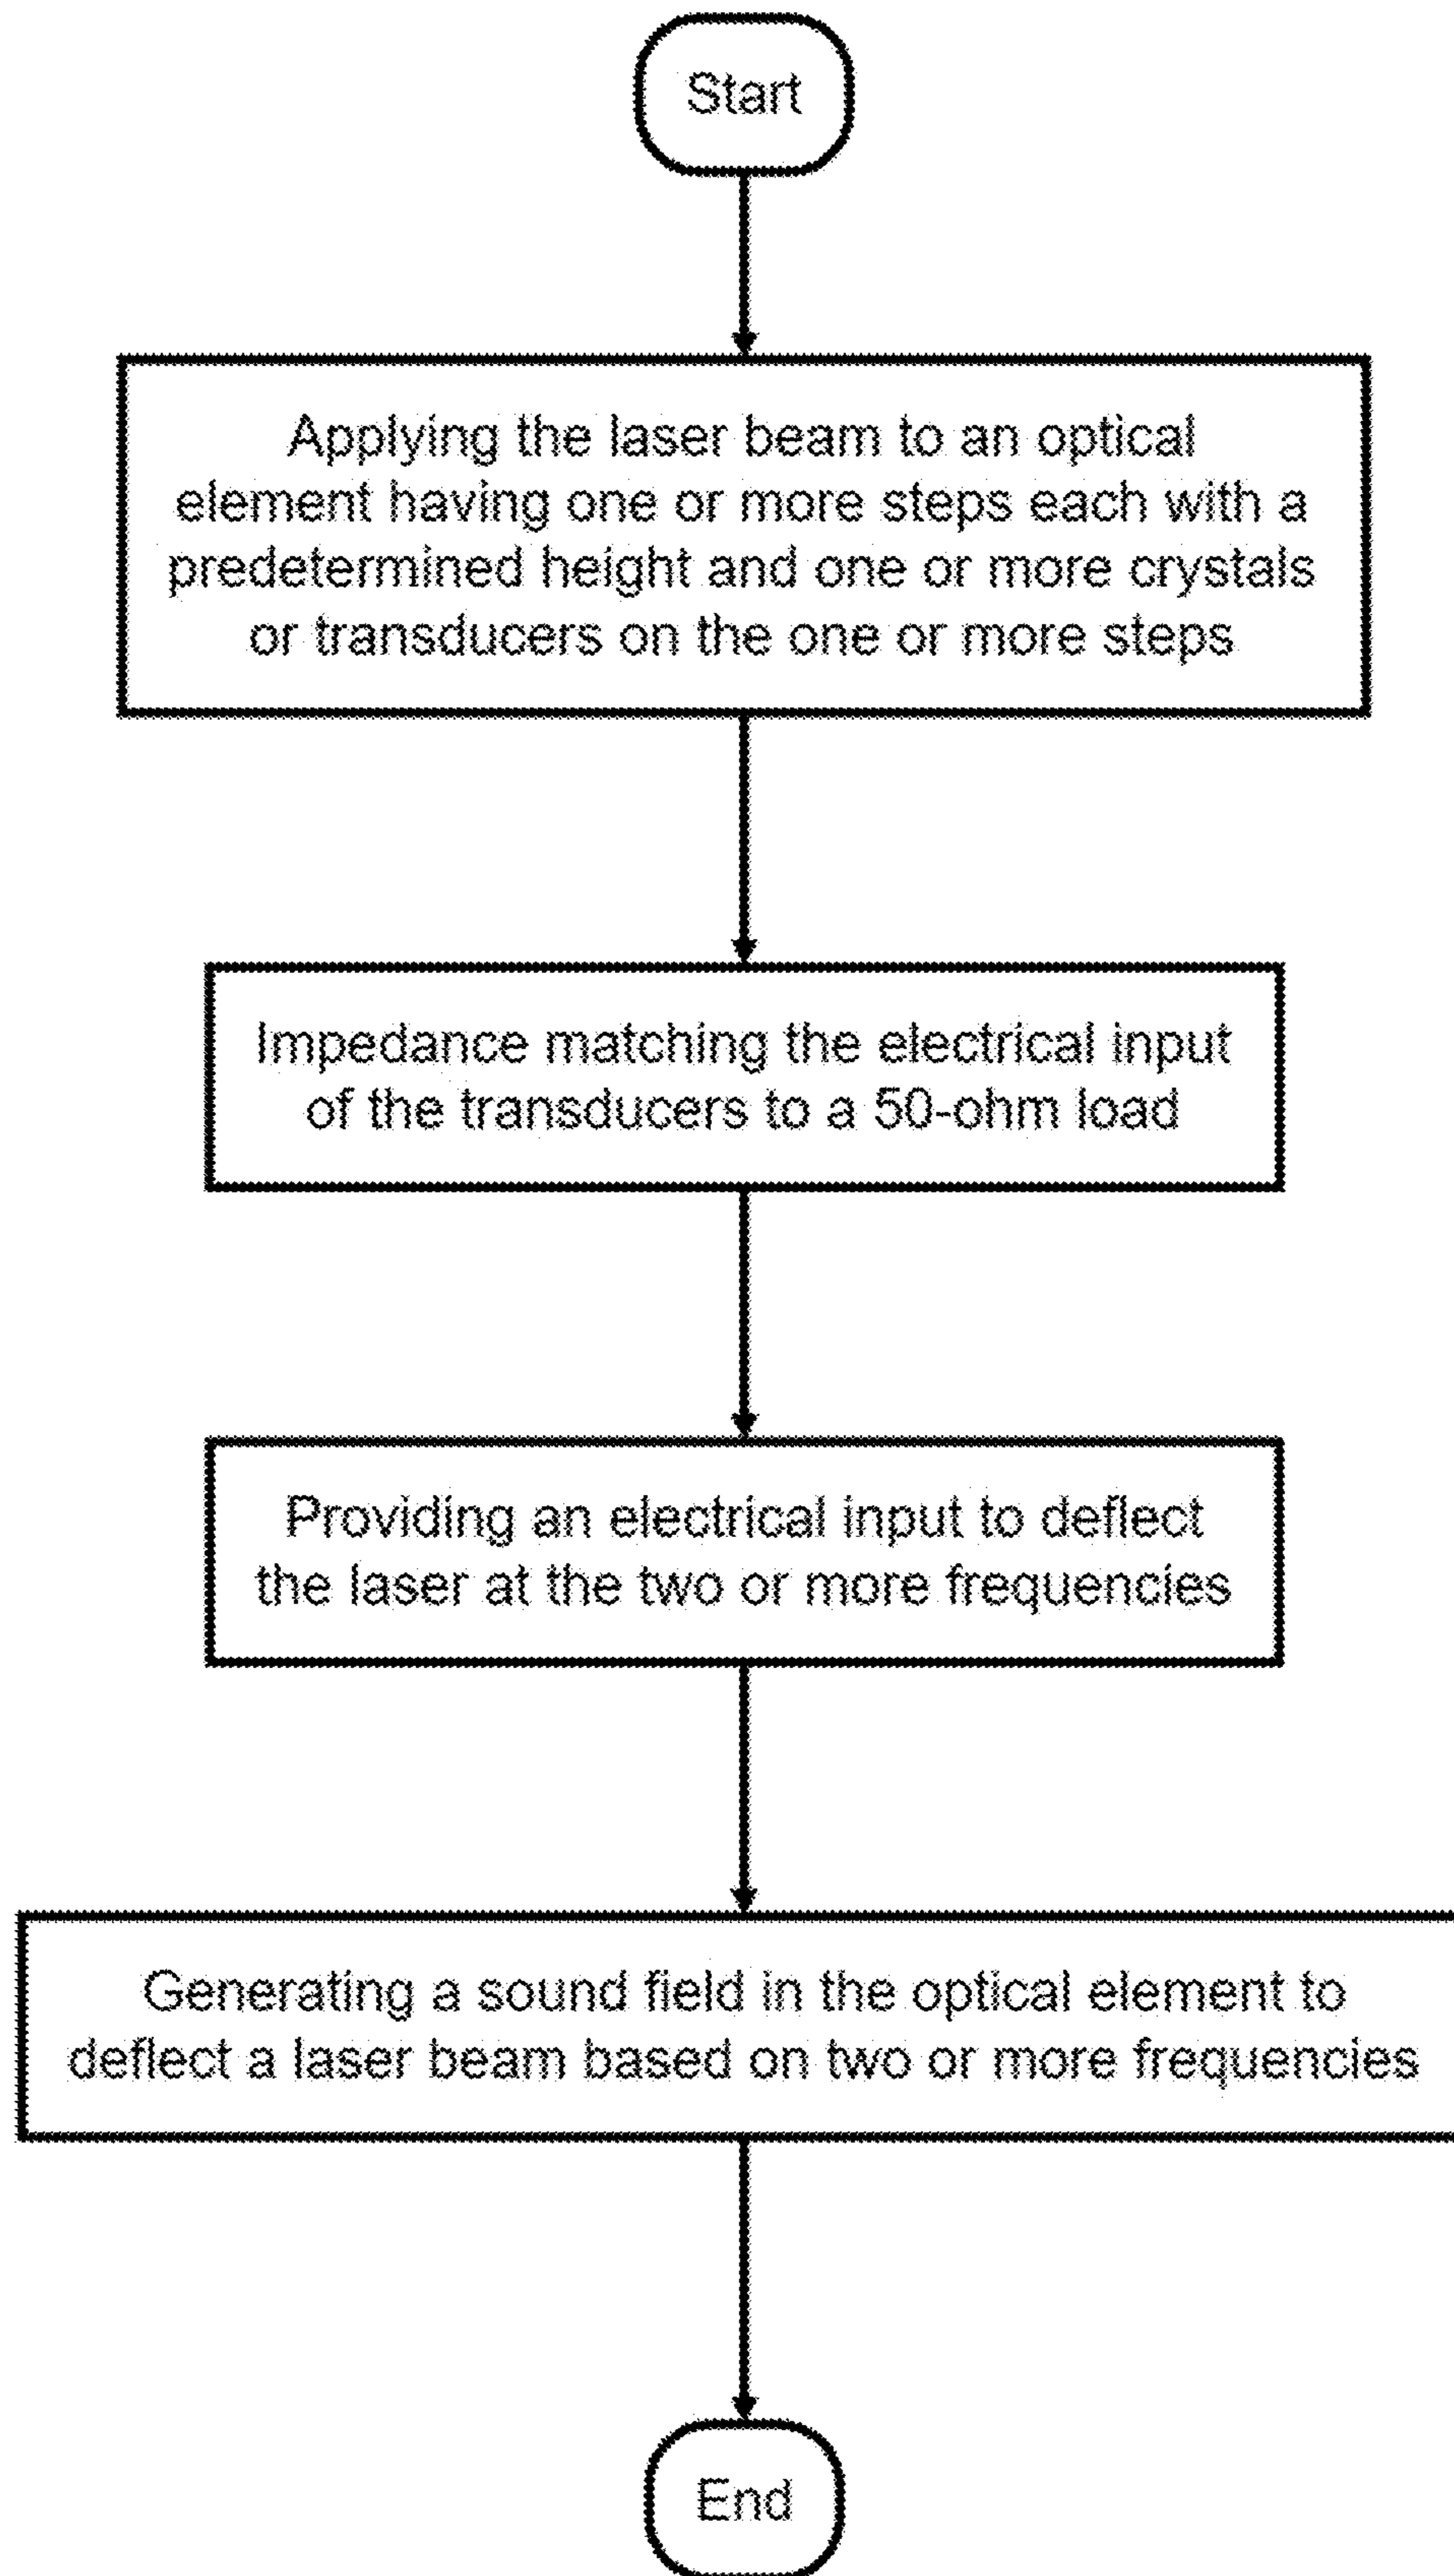 Start
Applying the laser beam to an optical
element having one or more steps each with a
predetermined height and one or more crystals
or transducers on the one or more steps
Impedance matching the electrical input
of the transducers to a 50-ohm load
Providing an electrical input to deflect
the laser at the two or more frequencies
Generating a sound field in the optical element to
deflect a laser beam based on two or more frequencies
End